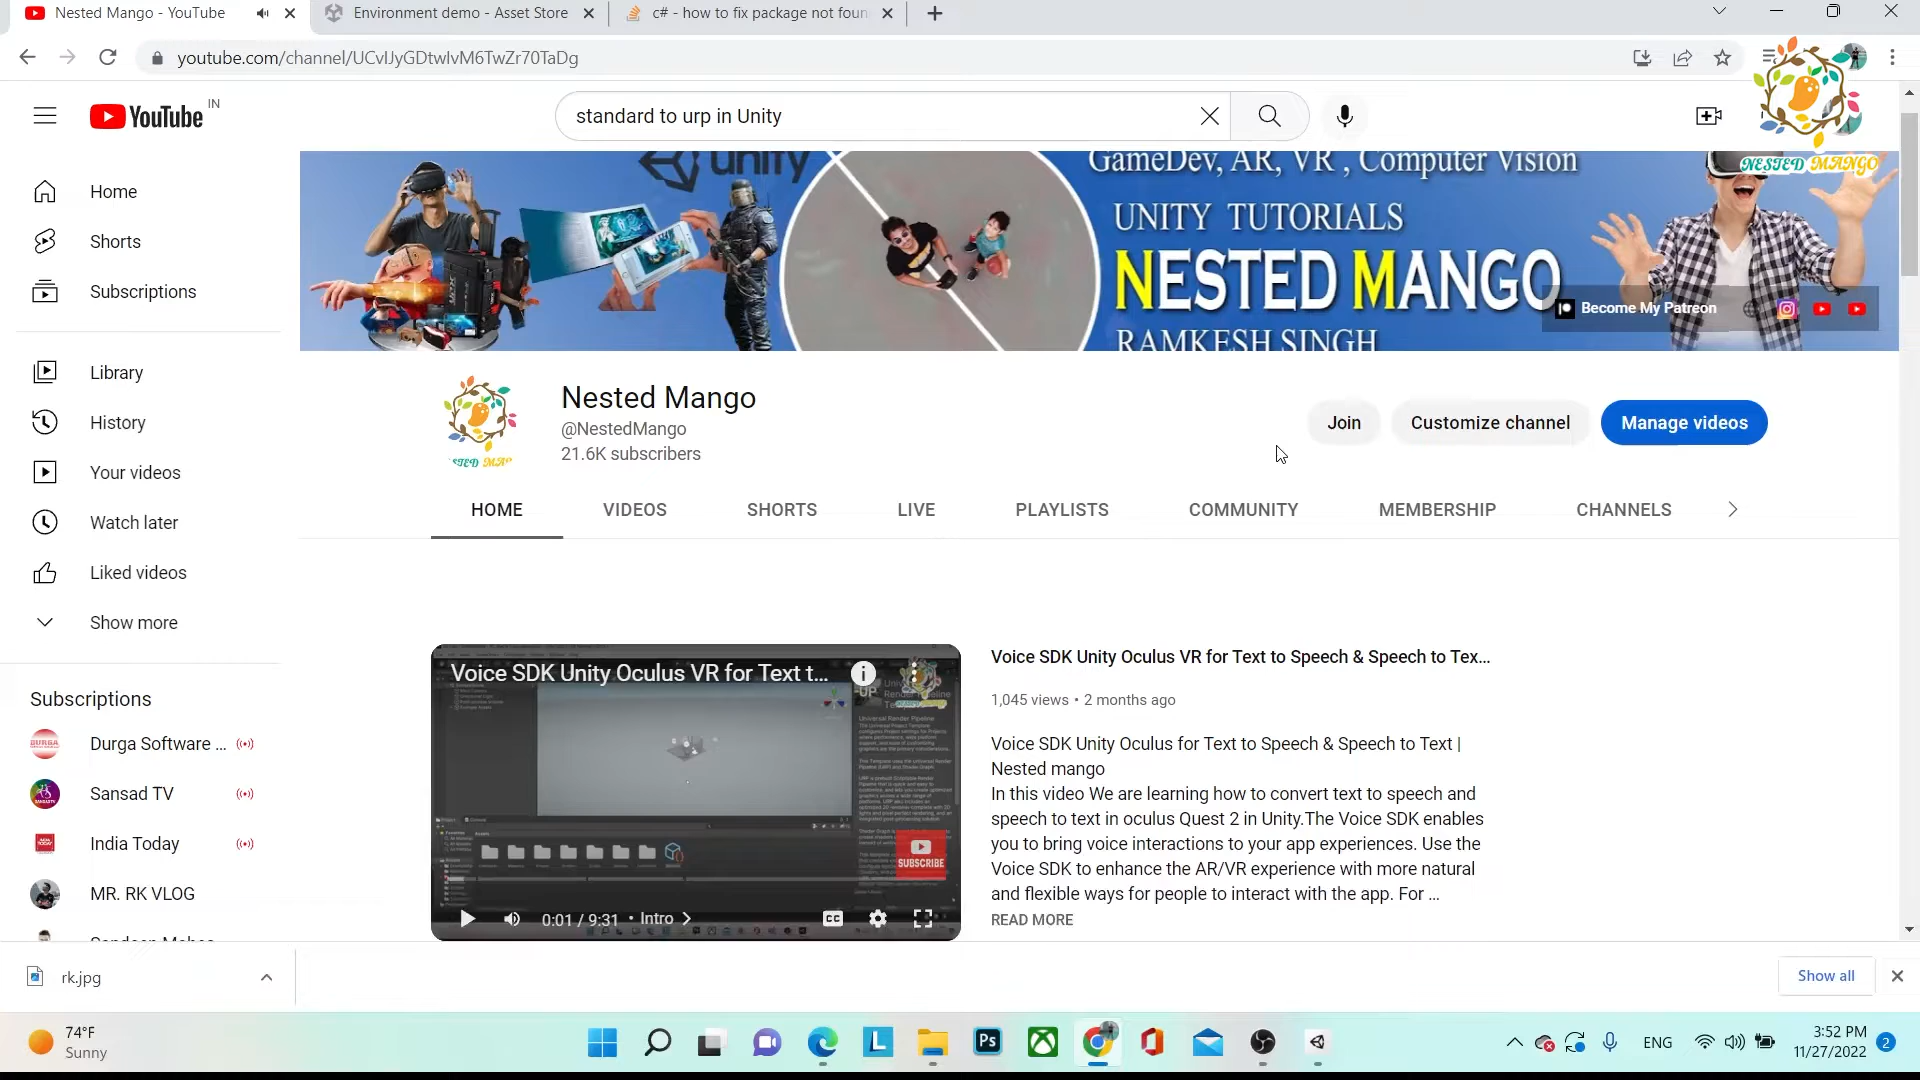 Nested Mango - YouTube
Environment demo - Asset Store
c# - how to fix package not foun
youtube.com/channel/UCvIJyGDtwlvM6TwZr70TaDg
YouTube IN
standard to urp in Unity
NESTED MANGO
Home
Shorts
Subscriptions
Library
History
Your videos
Watch later
Liked videos
Show more
Subscriptions
Durga Software ...
Sansad TV
India Today
MR. RK VLOG
unity
GameDev, AR, VR , Computer Vision
UNITY TUTORIALS
NESTED MANGO
RAMKESH SINGH
Become My Patreon
Nested Mango
@NestedMango
21.6K subscribers
Join
Customize channel
Manage videos
HOME
VIDEOS
SHORTS
LIVE
PLAYLISTS
COMMUNITY
MEMBERSHIP
CHANNELS
Voice SDK Unity Oculus VR for Text t...
SUBSCRIBE
0:01 / 9:31 • Intro
CC
Voice SDK Unity Oculus VR for Text to Speech & Speech to Tex...
1,045 views • 2 months ago
Voice SDK Unity Oculus for Text to Speech & Speech to Text |
Nested mango
In this video We are learning how to convert text to speech and
speech to text in oculus Quest 2 in Unity.The Voice SDK enables
you to bring voice interactions to your app experiences. Use the
Voice SDK to enhance the AR/VR experience with more natural
and flexible ways for people to interact with the app. For ...
READ MORE
rk.jpg
Show all
74°F
Sunny
L
Ps
ENG
3:52 PM
11/27/2022
2